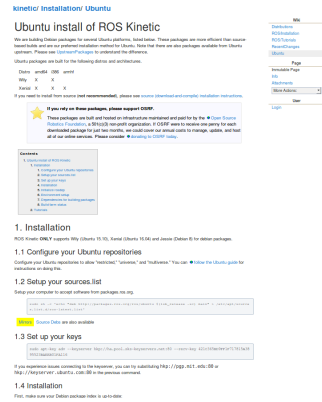 kinetic/ Installation/ Ubuntu
Ubuntu install of ROS Kinetic
We are building Debian packages for several Ubuntu platforms, listed below. These packages are more efficient than source-
based builds and are our preferred installation method for Ubuntu. Note that there are also packages available from Ubuntu
upstream. Please see UpstreamPackages to understand the difference.
Ubuntu packages are built for the following distros and architectures.
Distro amd64 i386 armhf
Wily X X
Xenial X X X
If you need to install from source (not recommended), please see source (download-and-compile) installation instructions.
If you rely on these packages, please support OSRF.
These packages are built and hosted on infrastructure maintained and paid for by the Open Source
Robotics Foundation, a 501(c)(3) non-profit organization. If OSRF were to receive one penny for each
downloaded package for just two months, we could cover our annual costs to manage, update, and host
all of our online services. Please consider donating to OSRF today.
Contents
1. Ubuntu install of ROS Kinetic
1. Installation
1. Configure your Ubuntu repositories
2. Setup your sources.list
3. Set up your keys
4. Installation
5. Initialize rosdep
6. Environment setup
7. Dependencies for building packages
8. Build farm status
2. Tutorials
1. Installation
ROS Kinetic ONLY supports Wily (Ubuntu 15.10), Xenial (Ubuntu 16.04) and Jessie (Debian 8) for debian packages.
1.1 Configure your Ubuntu repositories
Configure your Ubuntu repositories to allow "restricted," "universe," and "multiverse." You can follow the Ubuntu guide for
instructions on doing this.
1.2 Setup your sources.list
Setup your computer to accept software from packages.ros.org.
Mirrors Source Debs are also available
1.3 Set up your keys
If you experience issues connecting to the keyserver, you can try substituting hkp://pgp.mit.edu:80 or
hkp://keyserver.ubuntu.com:80 in the previous command.
1.4 Installation
First, make sure your Debian package index is up-to-date:
Wiki
Distributions
ROS/Installation
ROS/Tutorials
RecentChanges
Ubuntu
Page
Immutable Page
Info
Attachments
More Actions:
User
Login